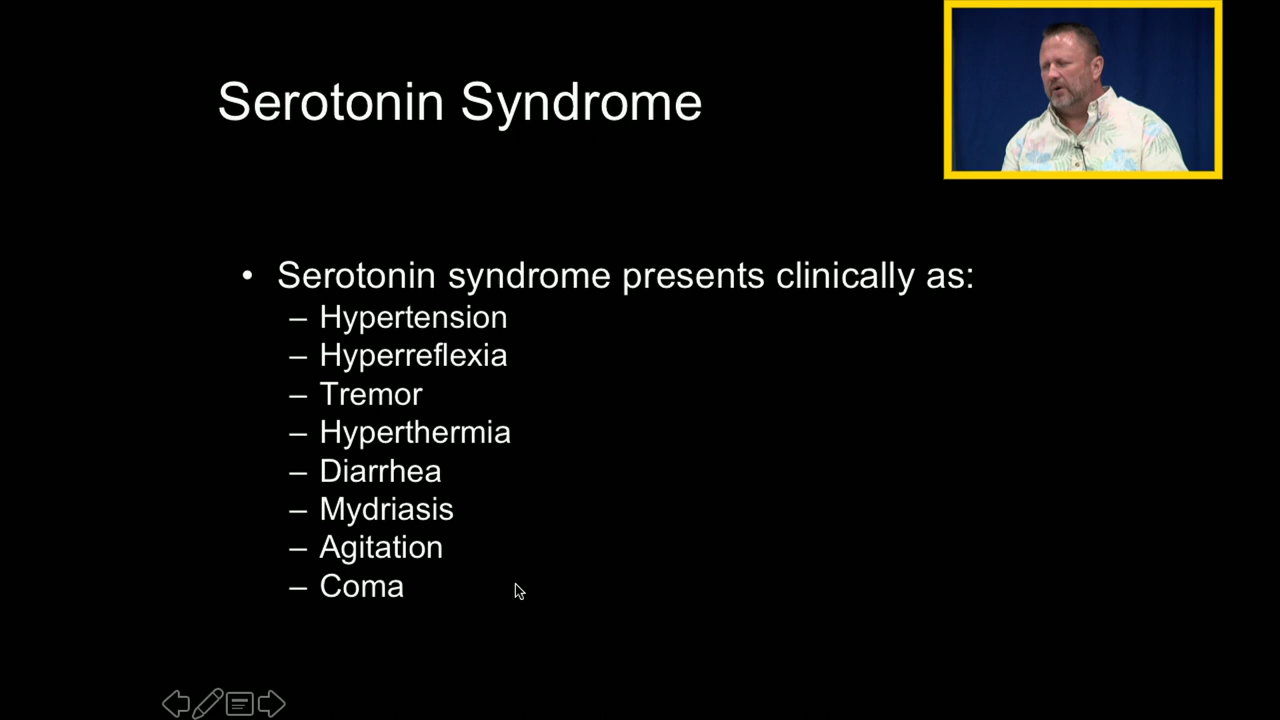 Serotonin Syndrome
• Serotonin syndrome presents clinically as:
– Hypertension
– Hyperreflexia
– Tremor
– Hyperthermia
– Diarrhea
– Mydriasis
– Agitation
– Coma